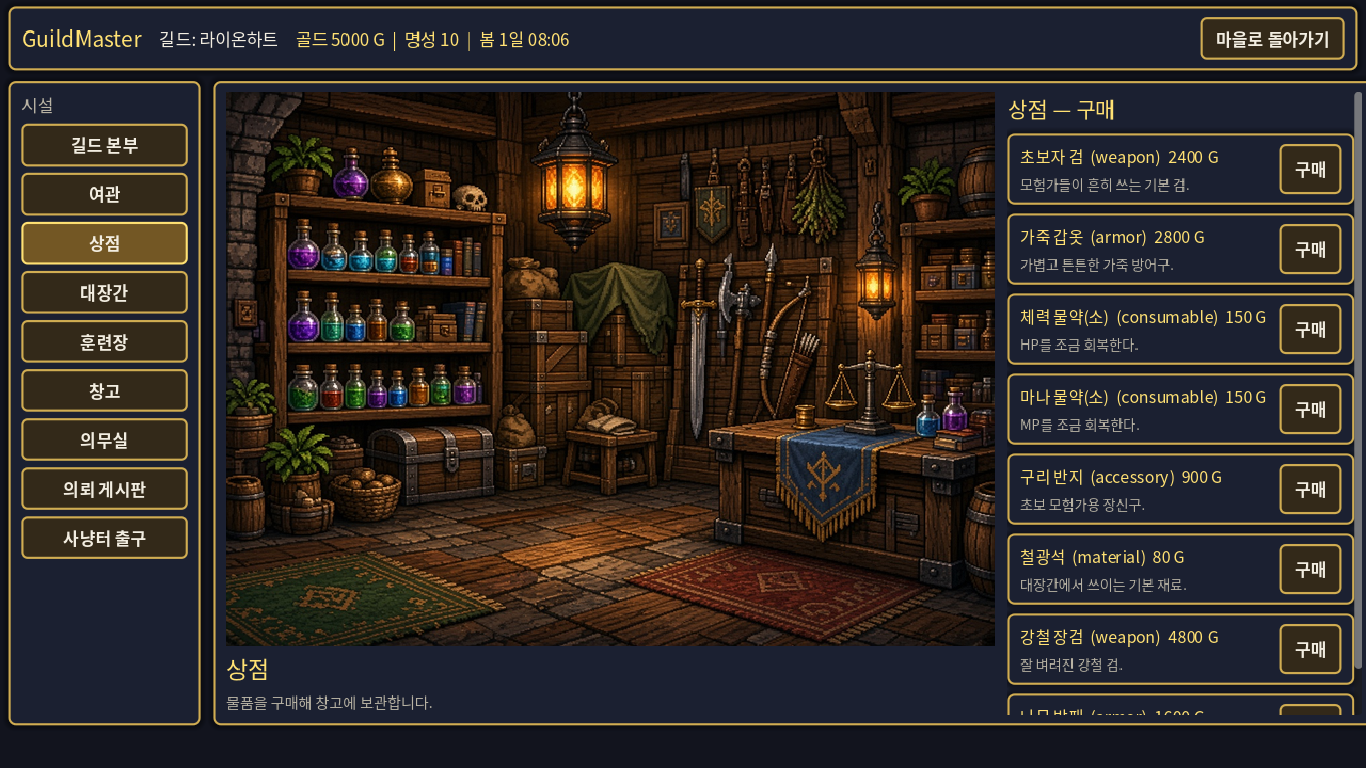 GuildMaster 길드: 라이온하트 골드 5000 G | 명성 10 | 봄 1일 08:06
마을로 돌아가기
시설
길드 본부
여관
상점
대장간
훈련장
창고
의무실
의뢰 게시판
사냥터 출구
상점
물품을 구매해 창고에 보관합니다.
상점 — 구매
초보자 검 (weapon) 2400 G
모험가들이 흔히 쓰는 기본 검.
구매
가죽 갑옷 (armor) 2800 G
가볍고 튼튼한 가죽 방어구.
구매
체력 물약(소) (consumable) 150 G
HP를 조금 회복한다.
구매
마나 물약(소) (consumable) 150 G
MP를 조금 회복한다.
구매
구리 반지 (accessory) 900 G
초보 모험가용 장신구.
구매
철광석 (material) 80 G
대장간에서 쓰이는 기본 재료.
구매
강철 장검 (weapon) 4800 G
잘 벼려진 강철 검.
구매